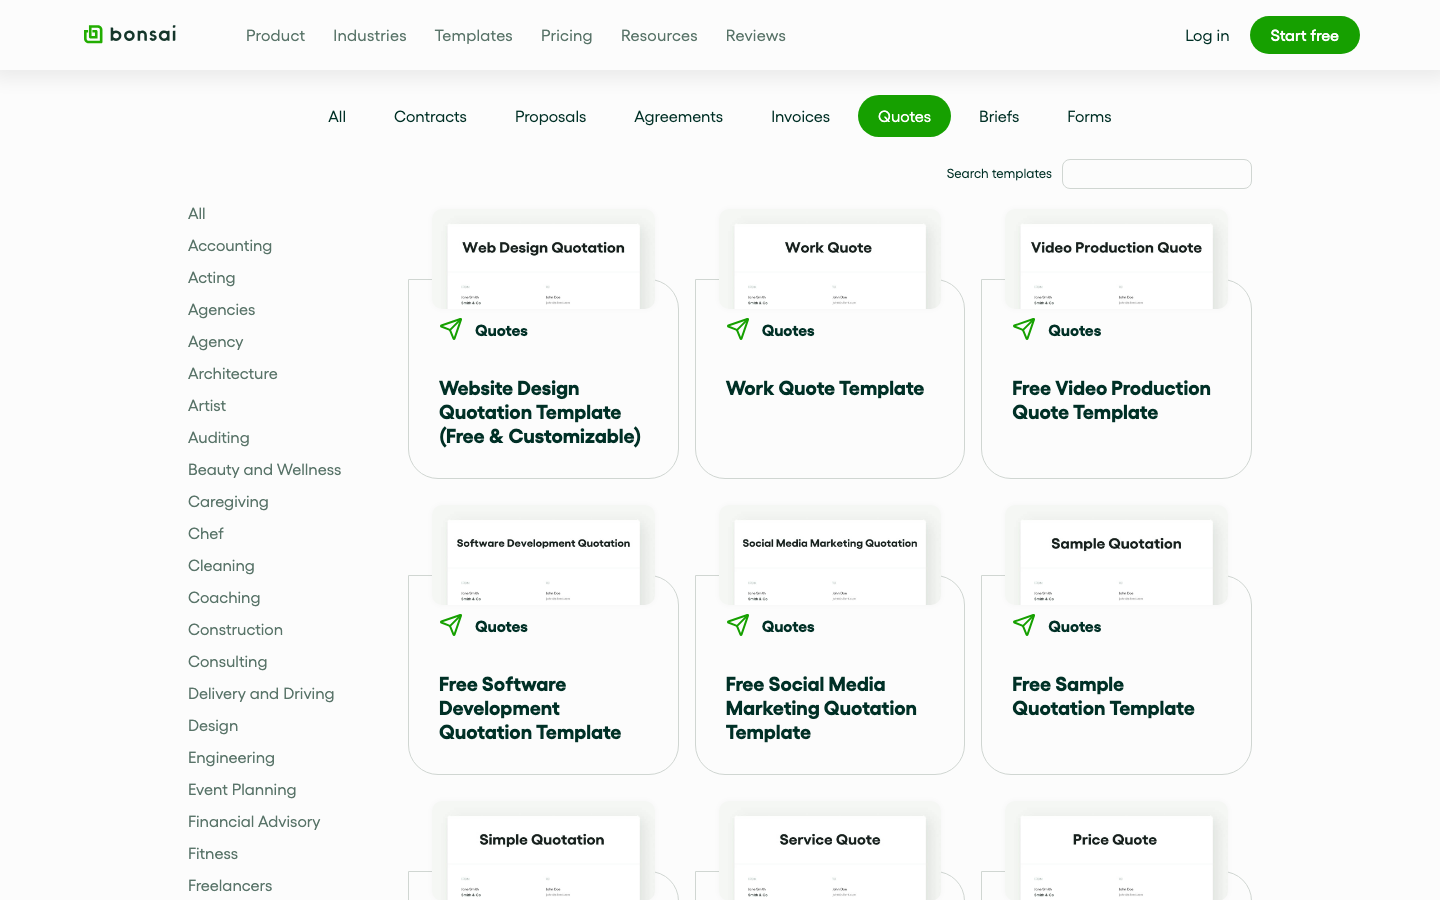 bonsai
Product
Industries
Templates
Pricing
Resources
Reviews
Log in
Start free
All
Contracts
Proposals
Agreements
Invoices
Quotes
Briefs
Forms
Search templates
All
Accounting
Acting
Agencies
Agency
Architecture
Artist
Auditing
Beauty and Wellness
Caregiving
Chef
Cleaning
Coaching
Construction
Consulting
Delivery and Driving
Design
Engineering
Event Planning
Financial Advisory
Fitness
Freelancers
Web Design Quotation
Quotes
Website Design
Quotation Template
(Free & Customizable)
Work Quote
Quotes
Work Quote Template
Video Production Quote
Quotes
Free Video Production
Quote Template
Software Development Quotation
Quotes
Free Software
Development
Quotation Template
Social Media Marketing Quotation
Quotes
Free Social Media
Marketing Quotation
Template
Sample Quotation
Quotes
Free Sample
Quotation Template
Simple Quotation
Service Quote
Price Quote